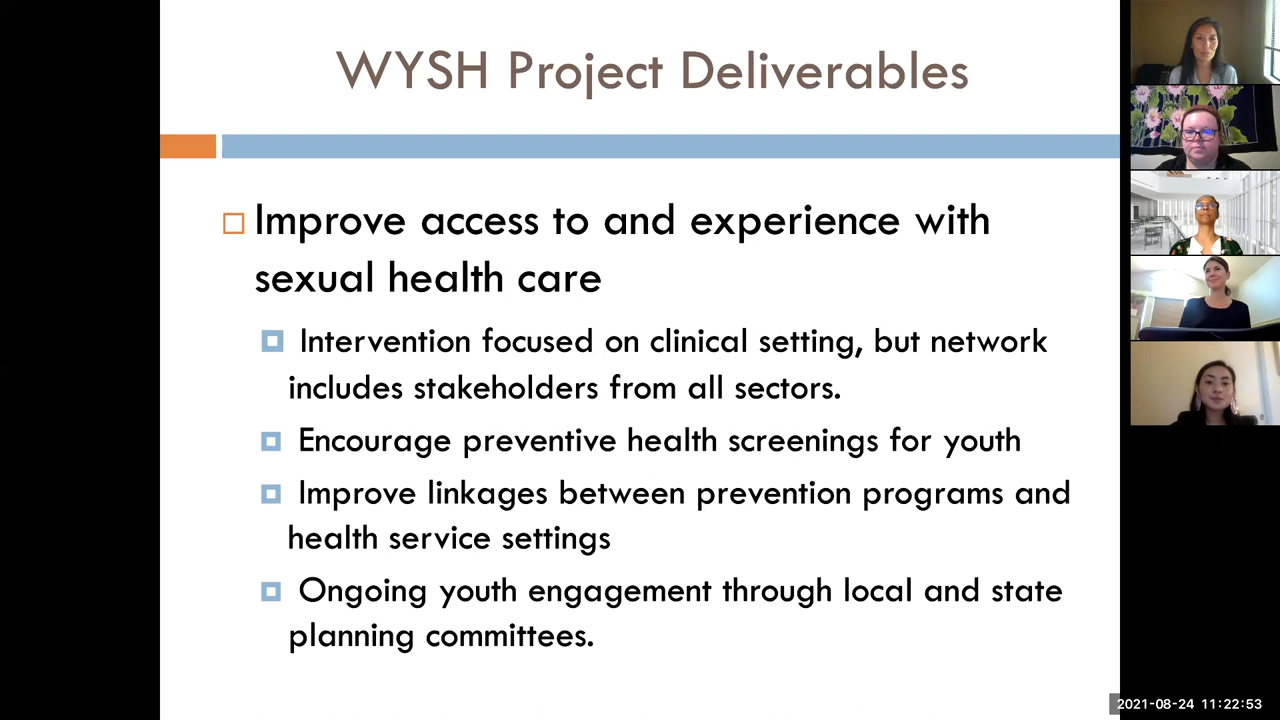 WYSH Project Deliverables
Improve access to and experience with
sexual health care
Intervention focused on clinical setting, but network
includes stakeholders from all sectors.
Encourage preventive health screenings for youth
Improve linkages between prevention programs and
health service settings
Ongoing youth engagement through local and state
planning committees.
2021-08-24 11:22:53